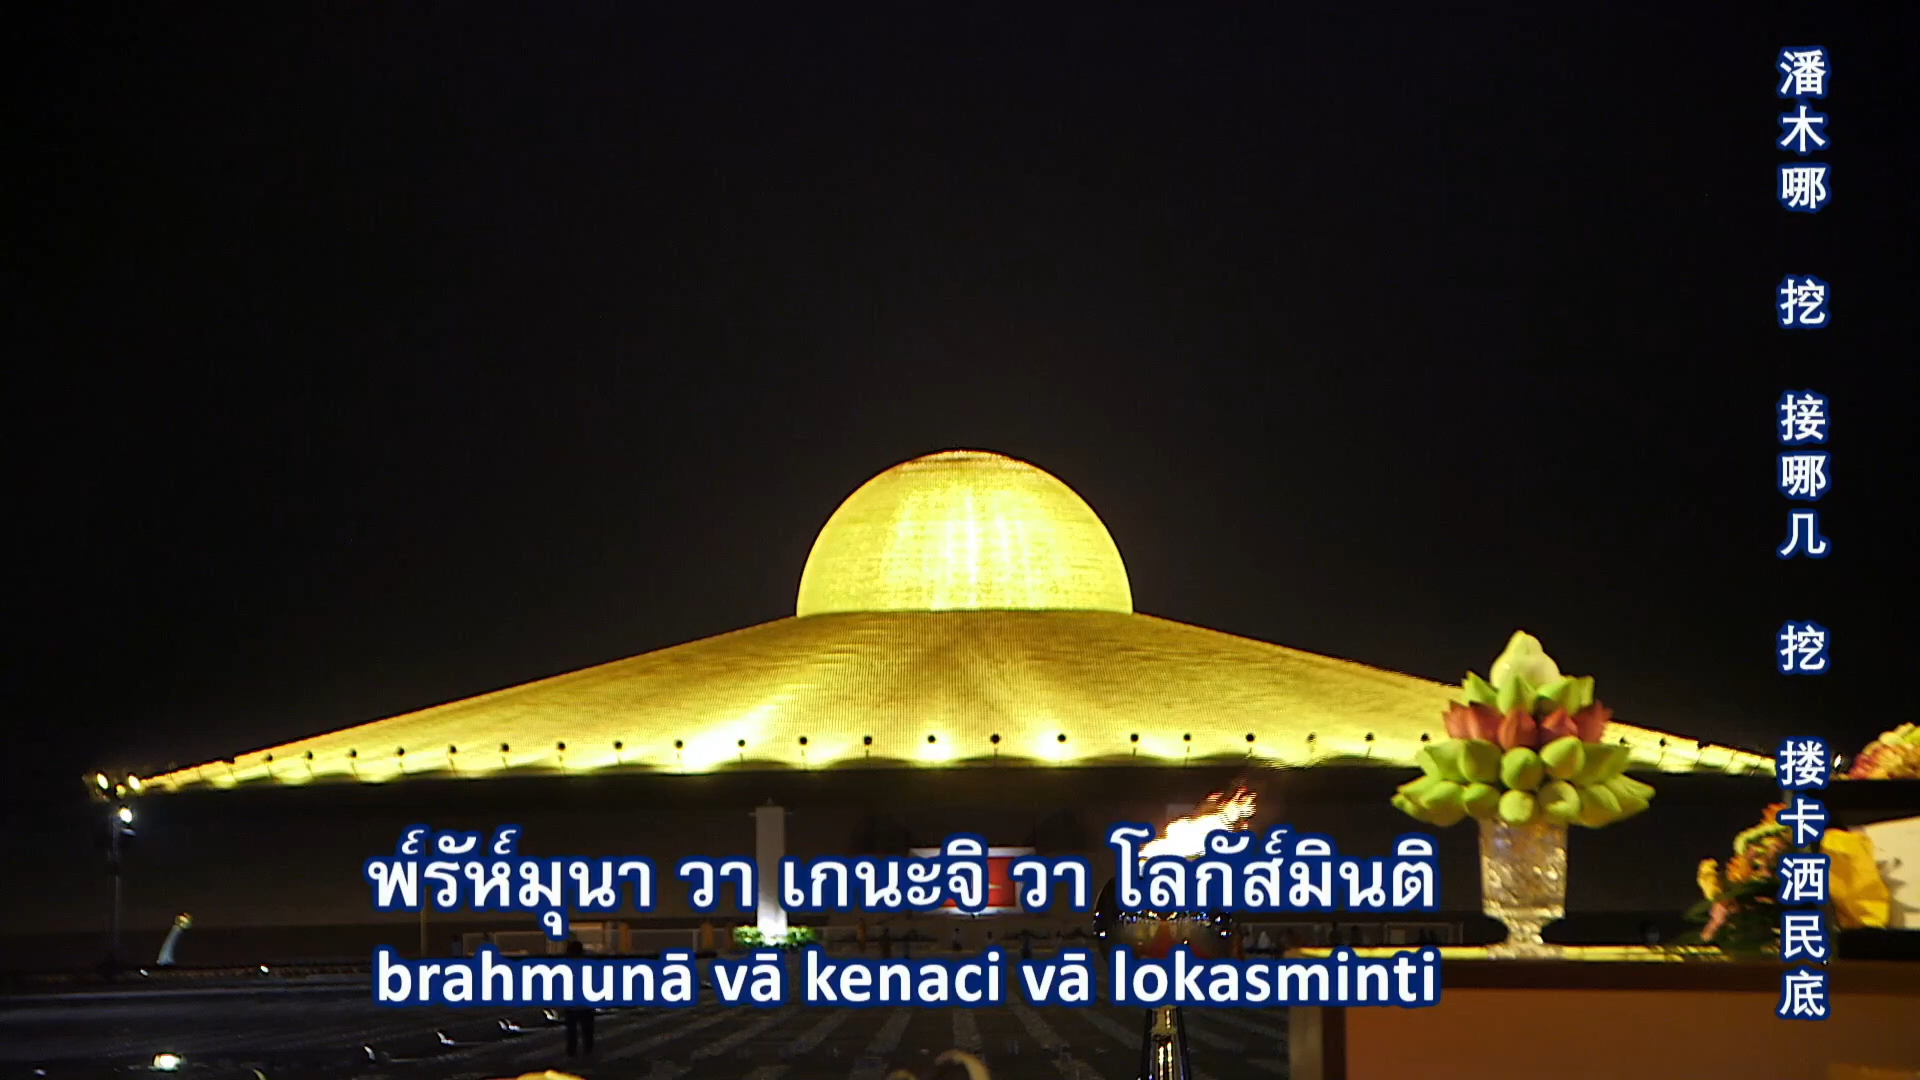 พ์รัห์มุนา วา เกนะจิ วา โลกัส์มินติ
brahmunā vā kenaci vā lokasminti
潘木哪 挖 接哪几 挖 搂卡洒民底